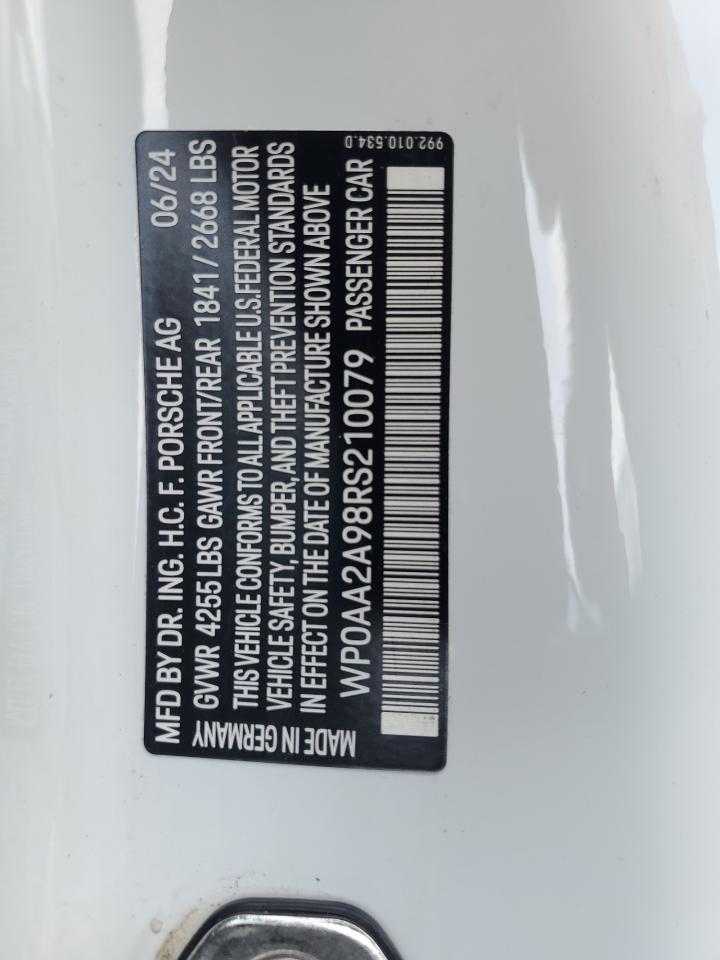 MFD BY DR. ING. H.C. F. PORSCHE AG 06/24
GVWR 4255 LBS GAWR FRONT/REAR 1841/2668 LBS
THIS VEHICLE CONFORMS TO ALL APPLICABLE U.S. FEDERAL MOTOR
VEHICLE SAFETY, BUMPER, AND THEFT PREVENTION STANDARDS
IN EFFECT ON THE DATE OF MANUFACTURE SHOWN ABOVE
WP0AA2A98RS210079 PASSENGER CAR
MADE IN GERMANY
992.010.534.D